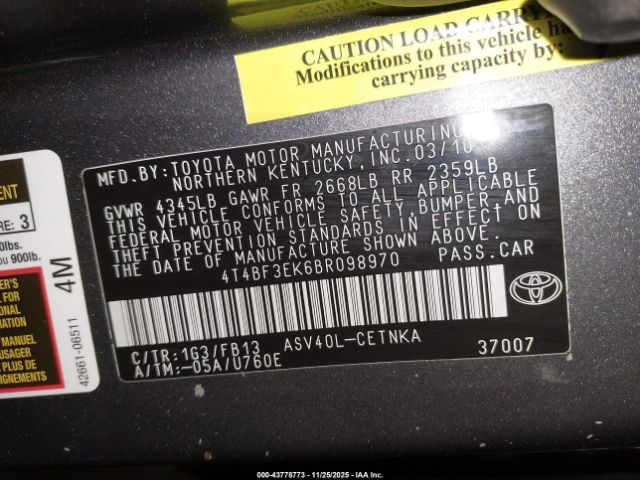 CAUTION LOAD CARRY
Modifications to this vehicle ha
carrying capacity by:
MFD.BY: TOYOTA MOTOR MANUFACTURING
NORTHERN KENTUCKY, INC. 03/10
GVWR 4345LB GAWR FR 2668LB RR 2359LB
THIS VEHICLE CONFORMS TO ALL APPLICABLE
FEDERAL MOTOR VEHICLE SAFETY, BUMPER, AND
THEFT PREVENTION STANDARDS IN EFFECT ON
THE DATE OF MANUFACTURE SHOWN ABOVE.
4T4BF3EK6BR098970 PASS.CAR
C/TR: 1G3/FB13 ASV40L-CETNKA
A/TM: -05A/U760E 37007
TOYOTA
ENT
RE: 3
0lbs.
u 900lb.
4M
42661-06511
ER'S
L FOR
ONAL
MATION
MANUEL
USAGER
PLUS DE
IGNEMENTS
000-43778773 - 11/25/2025 - IAA Inc.